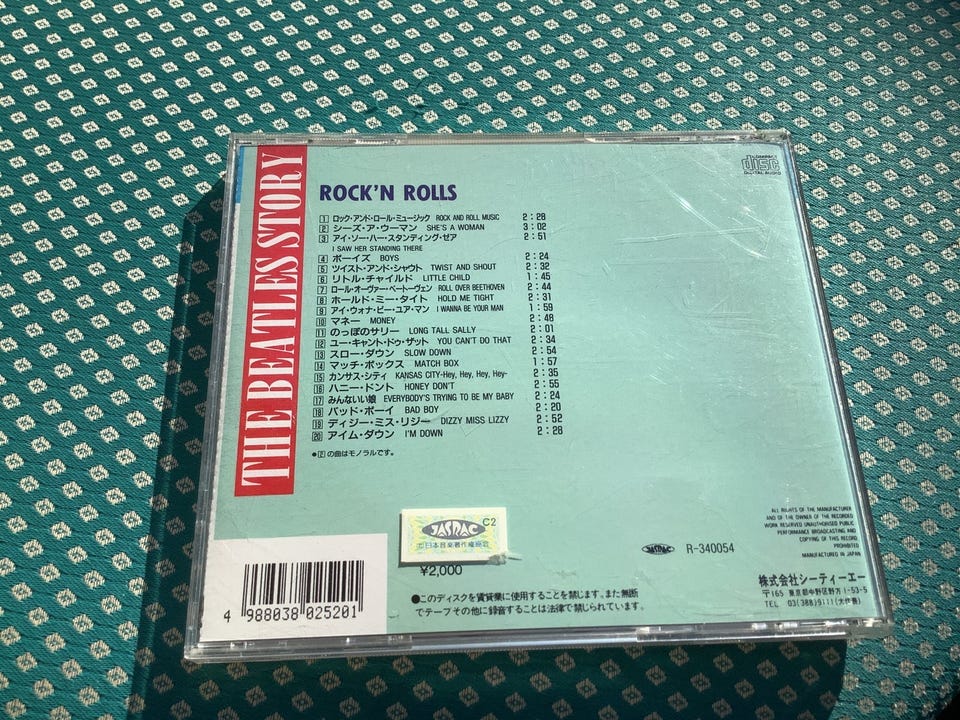 THE BEATLES STORY
COMPACT
disc
DIGITAL AUDIO
ROCK'N ROLLS
1 ロック・アンド・ロール・ミュージック ROCK AND ROLL MUSIC 2:28
2 シーズ・ア・ウーマン SHE'S A WOMAN 3:02
3 アイ・ソー・ハー・スタンディング・ゼア 2:51
I SAW HER STANDING THERE
4 ボーイズ BOYS 2:24
5 ツイスト・アンド・シャウト TWIST AND SHOUT 2:32
6 リトル・チャイルド LITTLE CHILD 1:45
7 ロール・オーヴァー・ベートーヴェン ROLL OVER BEETHOVEN 2:44
8 ホールド・ミー・タイト HOLD ME TIGHT 2:31
9 アイ・ウォナ・ビー・ユア・マン I WANNA BE YOUR MAN 1:59
10 マネー MONEY 2:48
11 のっぽのサリー LONG TALL SALLY 2:01
12 ユー・キャント・ドゥ・ザット YOU CAN'T DO THAT 2:34
13 スロー・ダウン SLOW DOWN 2:54
14 マッチ・ボックス MATCH BOX 1:57
15 カンサス・シティ KANSAS CITY-Hey, Hey, Hey, Hey- 2:35
16 ハニー・ドント HONEY DON'T 2:55
17 みんないい娘 EVERYBODY'S TRYING TO BE MY BABY 2:24
18 バッド・ボーイ BAD BOY 2:20
19 ディジー・ミス・リジー DIZZY MISS LIZZY 2:52
20 アイム・ダウン I'M DOWN 2:28
●2の曲はモノラルです。
JASRAC C2
日本音楽著作権協会
¥2,000
●このディスクを賃貸業に使用することを禁じます。また無断
でテープその他に録音することは法律で禁じられています。
4 988038 025201
ALL RIGHTS OF THE MANUFACTURER
AND OF THE OWNER OF THE RECORDED
WORK RESERVED UNAUTHORISED PUBLIC
PERFORMANCE BROADCASTING AND
COPYING OF THIS RECORD
PROHIBITED
MANUFACTURED IN JAPAN
JASRAC R-340054
株式会社シーティーエー
〒165 東京都中野区野方1-53-5
TEL 03(388)9111(大代表)